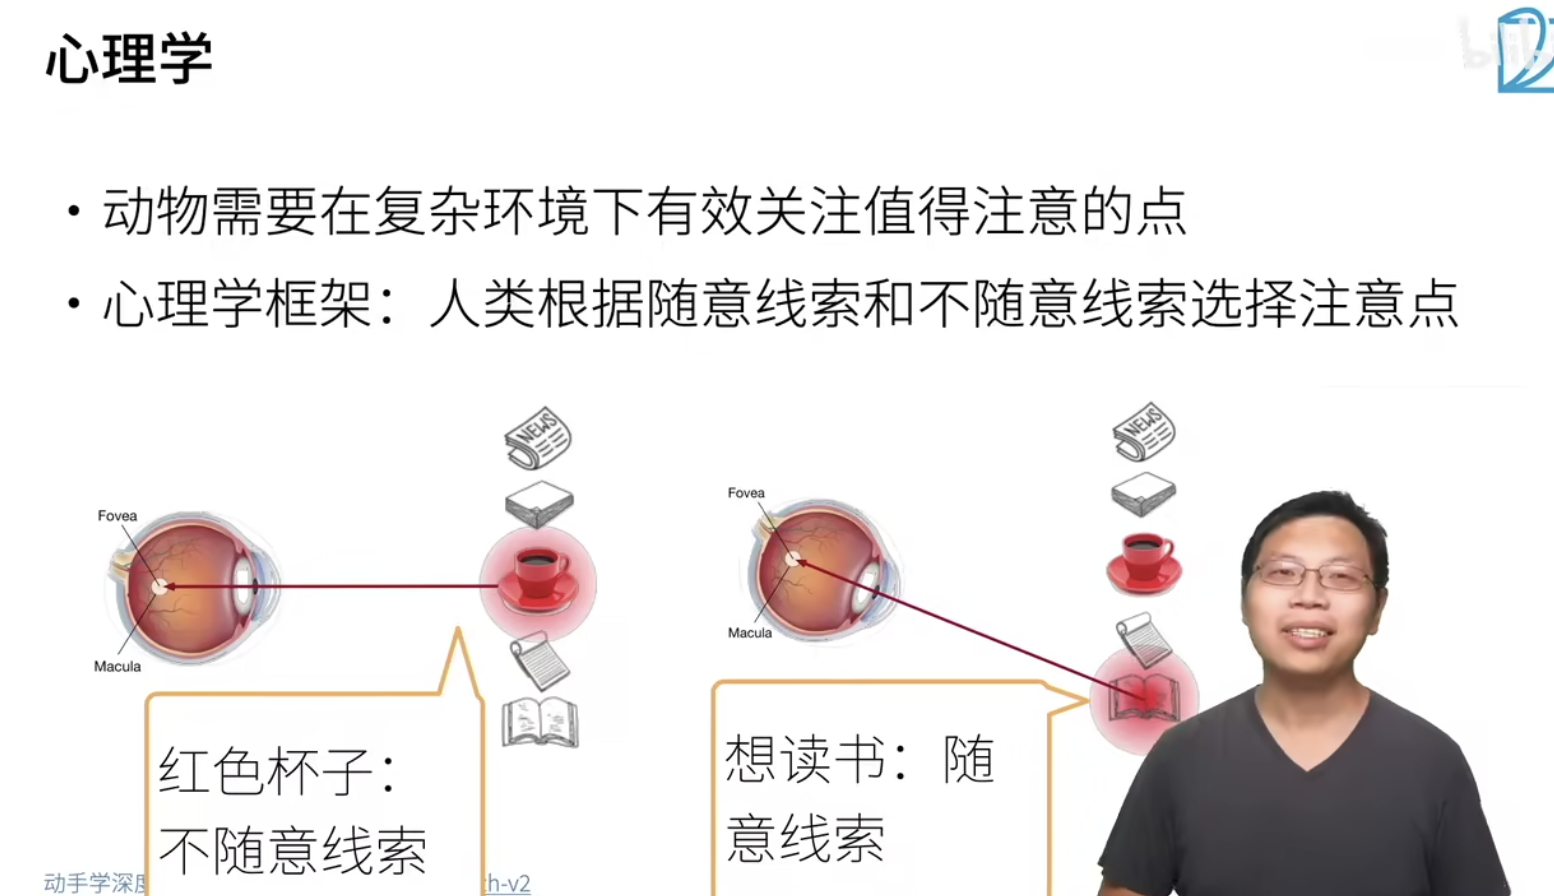 心理学
• 动物需要在复杂环境下有效关注值得注意的点
• 心理学框架：人类根据随意线索和不随意线索选择注意点
NEWS
Fovea
Macula
红色杯子：
不随意线索
NEWS
Fovea
Macula
想读书：随
意线索
动手学深度
h-v2